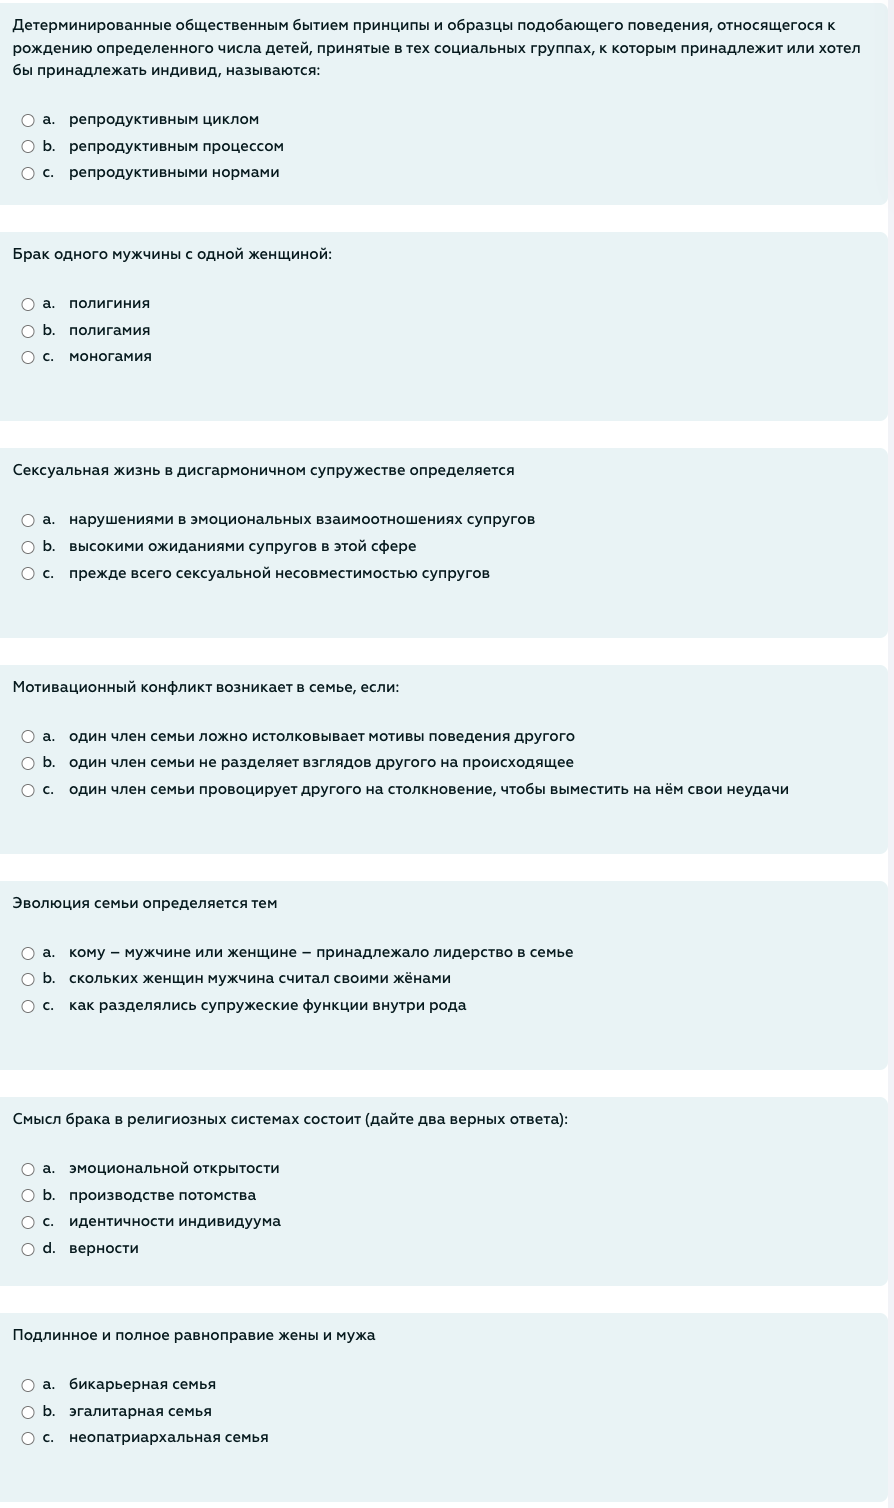 Детерминированные общественным бытием принципы и образцы подобающего поведения, относящегося к
рождению определенного числа детей, принятые в тех социальных группах, к которым принадлежит или хотел
бы принадлежать индивид, называются:
a. репродуктивным циклом
b. репродуктивным процессом
c. репродуктивными нормами
Брак одного мужчины с одной женщиной:
a. полигиния
b. полигамия
c. моногамия
Сексуальная жизнь в дисгармоничном супружестве определяется
a. нарушениями в эмоциональных взаимоотношениях супругов
b. высокими ожиданиями супругов в этой сфере
c. прежде всего сексуальной несовместимостью супругов
Мотивационный конфликт возникает в семье, если:
a. один член семьи ложно истолковывает мотивы поведения другого
b. один член семьи не разделяет взглядов другого на происходящее
c. один член семьи провоцирует другого на столкновение, чтобы выместить на нём свои неудачи
Эволюция семьи определяется тем
a. кому – мужчине или женщине – принадлежало лидерство в семье
b. скольких женщин мужчина считал своими жёнами
c. как разделялись супружеские функции внутри рода
Смысл брака в религиозных системах состоит (дайте два верных ответа):
a. эмоциональной открытости
b. производстве потомства
c. идентичности индивидуума
d. верности
Подлинное и полное равноправие жены и мужа
a. бикарьерная семья
b. эгалитарная семья
c. неопатриархальная семья